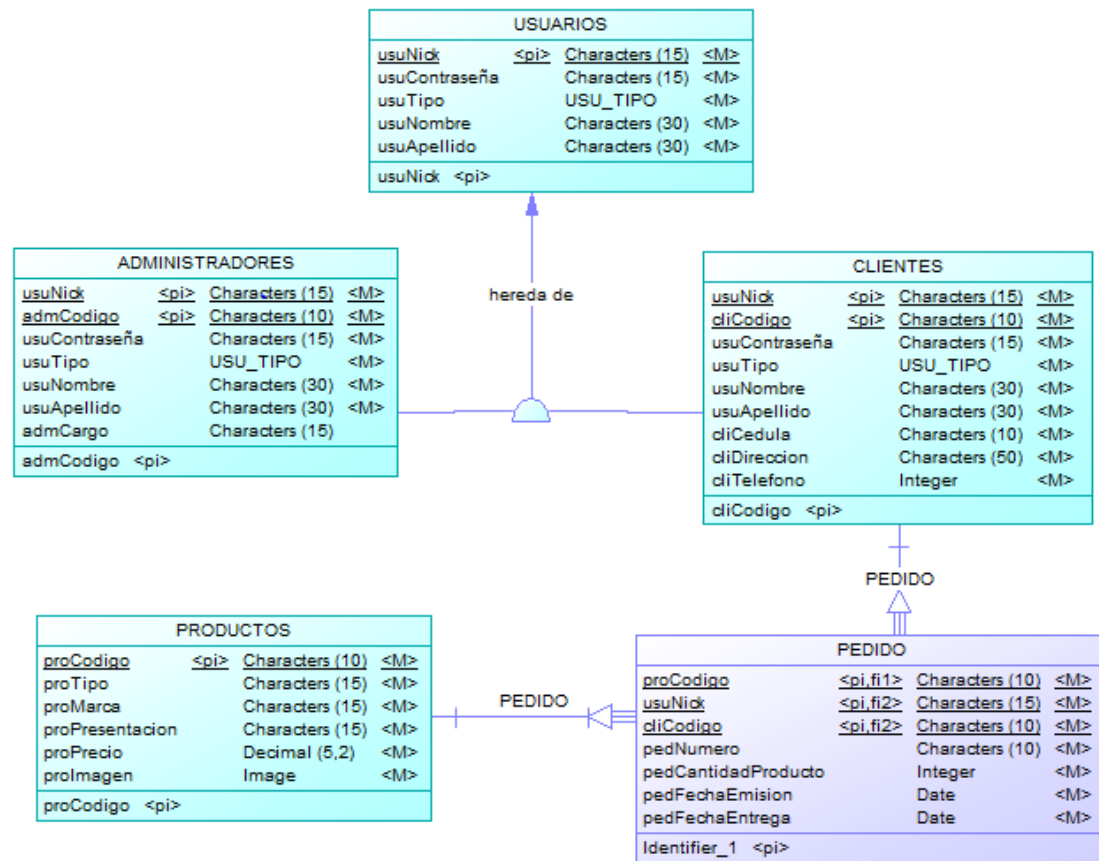 USUARIOS
usuNick <pi> Characters (15) <M>
usuContraseña Characters (15) <M>
usuTipo USU_TIPO <M>
usuNombre Characters (30) <M>
usuApellido Characters (30) <M>
usuNick <pi>
hereda de
ADMINISTRADORES
usuNick <pi> Characters (15) <M>
admCodigo <pi> Characters (10) <M>
usuContraseña Characters (15) <M>
usuTipo USU_TIPO <M>
usuNombre Characters (30) <M>
usuApellido Characters (30) <M>
admCargo Characters (15)
admCodigo <pi>
CLIENTES
usuNick <pi> Characters (15) <M>
cliCodigo <pi> Characters (10) <M>
usuContraseña Characters (15) <M>
usuTipo USU_TIPO <M>
usuNombre Characters (30) <M>
usuApellido Characters (30) <M>
cliCedula Characters (10) <M>
cliDireccion Characters (50) <M>
cliTelefono Integer <M>
cliCodigo <pi>
PEDIDO
PRODUCTOS
proCodigo <pi> Characters (10) <M>
proTipo Characters (15) <M>
proMarca Characters (15) <M>
proPresentacion Characters (15) <M>
proPrecio Decimal (5,2) <M>
proImagen Image <M>
proCodigo <pi>
PEDIDO
PEDIDO
proCodigo <pi,fi1> Characters (10) <M>
usuNick <pi,fi2> Characters (15) <M>
cliCodigo <pi,fi2> Characters (10) <M>
pedNumero Characters (10) <M>
pedCantidadProducto Integer <M>
pedFechaEmision Date <M>
pedFechaEntrega Date <M>
Identifier_1 <pi>